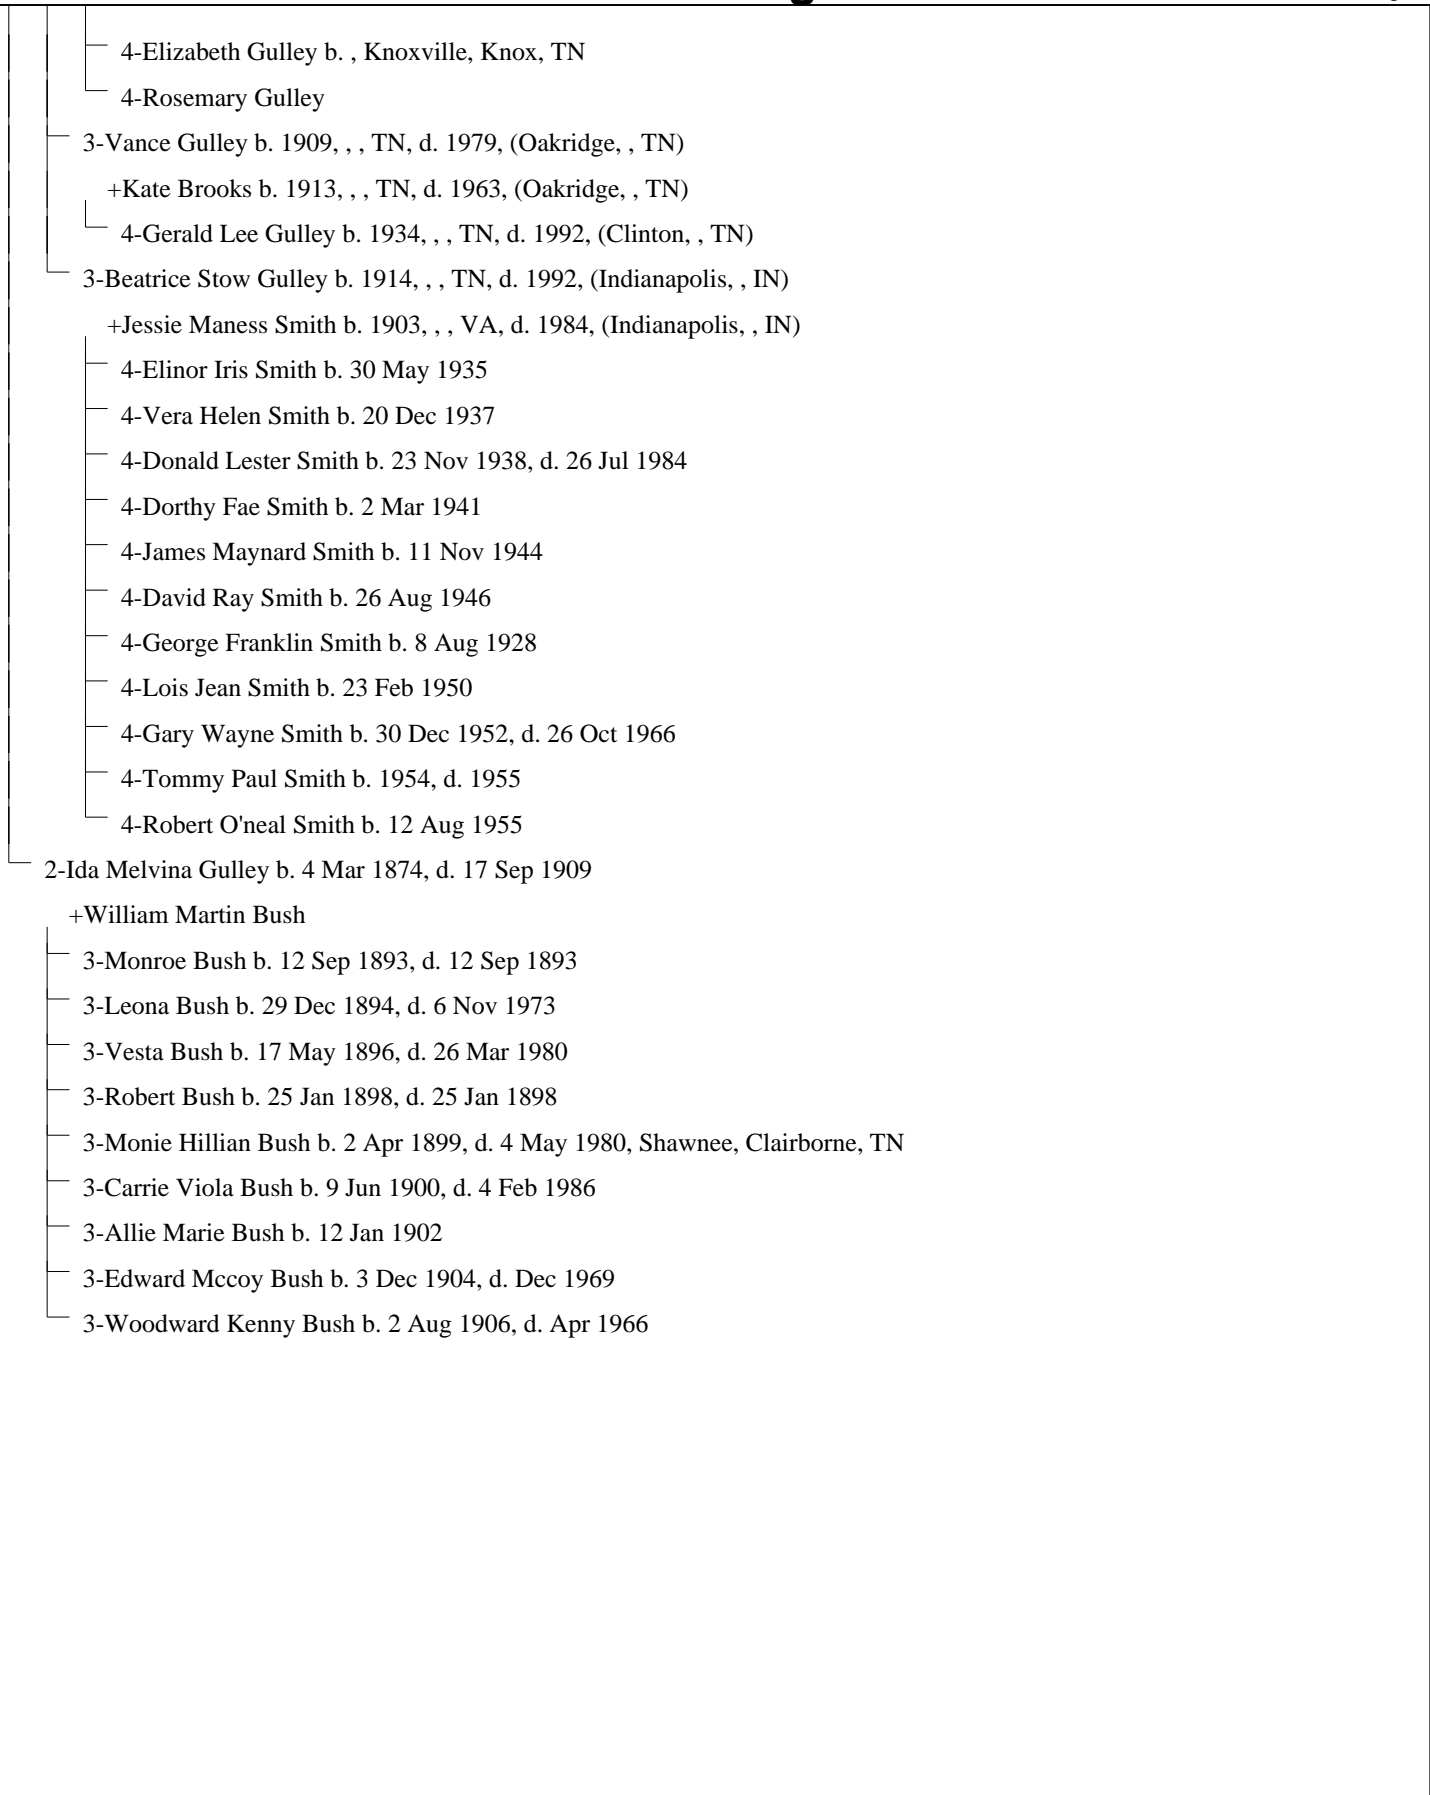 4-Elizabeth Gulley b. , Knoxville, Knox, TN
4-Rosemary Gulley
3-Vance Gulley b. 1909, , , TN, d. 1979, (Oakridge, , TN)
+Kate Brooks b. 1913, , , TN, d. 1963, (Oakridge, , TN)
4-Gerald Lee Gulley b. 1934, , , TN, d. 1992, (Clinton, , TN)
3-Beatrice Stow Gulley b. 1914, , , TN, d. 1992, (Indianapolis, , IN)
+Jessie Maness Smith b. 1903, , , VA, d. 1984, (Indianapolis, , IN)
4-Elinor Iris Smith b. 30 May 1935
4-Vera Helen Smith b. 20 Dec 1937
4-Donald Lester Smith b. 23 Nov 1938, d. 26 Jul 1984
4-Dorthy Fae Smith b. 2 Mar 1941
4-James Maynard Smith b. 11 Nov 1944
4-David Ray Smith b. 26 Aug 1946
4-George Franklin Smith b. 8 Aug 1928
4-Lois Jean Smith b. 23 Feb 1950
4-Gary Wayne Smith b. 30 Dec 1952, d. 26 Oct 1966
4-Tommy Paul Smith b. 1954, d. 1955
4-Robert O'neal Smith b. 12 Aug 1955
2-Ida Melvina Gulley b. 4 Mar 1874, d. 17 Sep 1909
+William Martin Bush
3-Monroe Bush b. 12 Sep 1893, d. 12 Sep 1893
3-Leona Bush b. 29 Dec 1894, d. 6 Nov 1973
3-Vesta Bush b. 17 May 1896, d. 26 Mar 1980
3-Robert Bush b. 25 Jan 1898, d. 25 Jan 1898
3-Monie Hillian Bush b. 2 Apr 1899, d. 4 May 1980, Shawnee, Clairborne, TN
3-Carrie Viola Bush b. 9 Jun 1900, d. 4 Feb 1986
3-Allie Marie Bush b. 12 Jan 1902
3-Edward Mccoy Bush b. 3 Dec 1904, d. Dec 1969
3-Woodward Kenny Bush b. 2 Aug 1906, d. Apr 1966